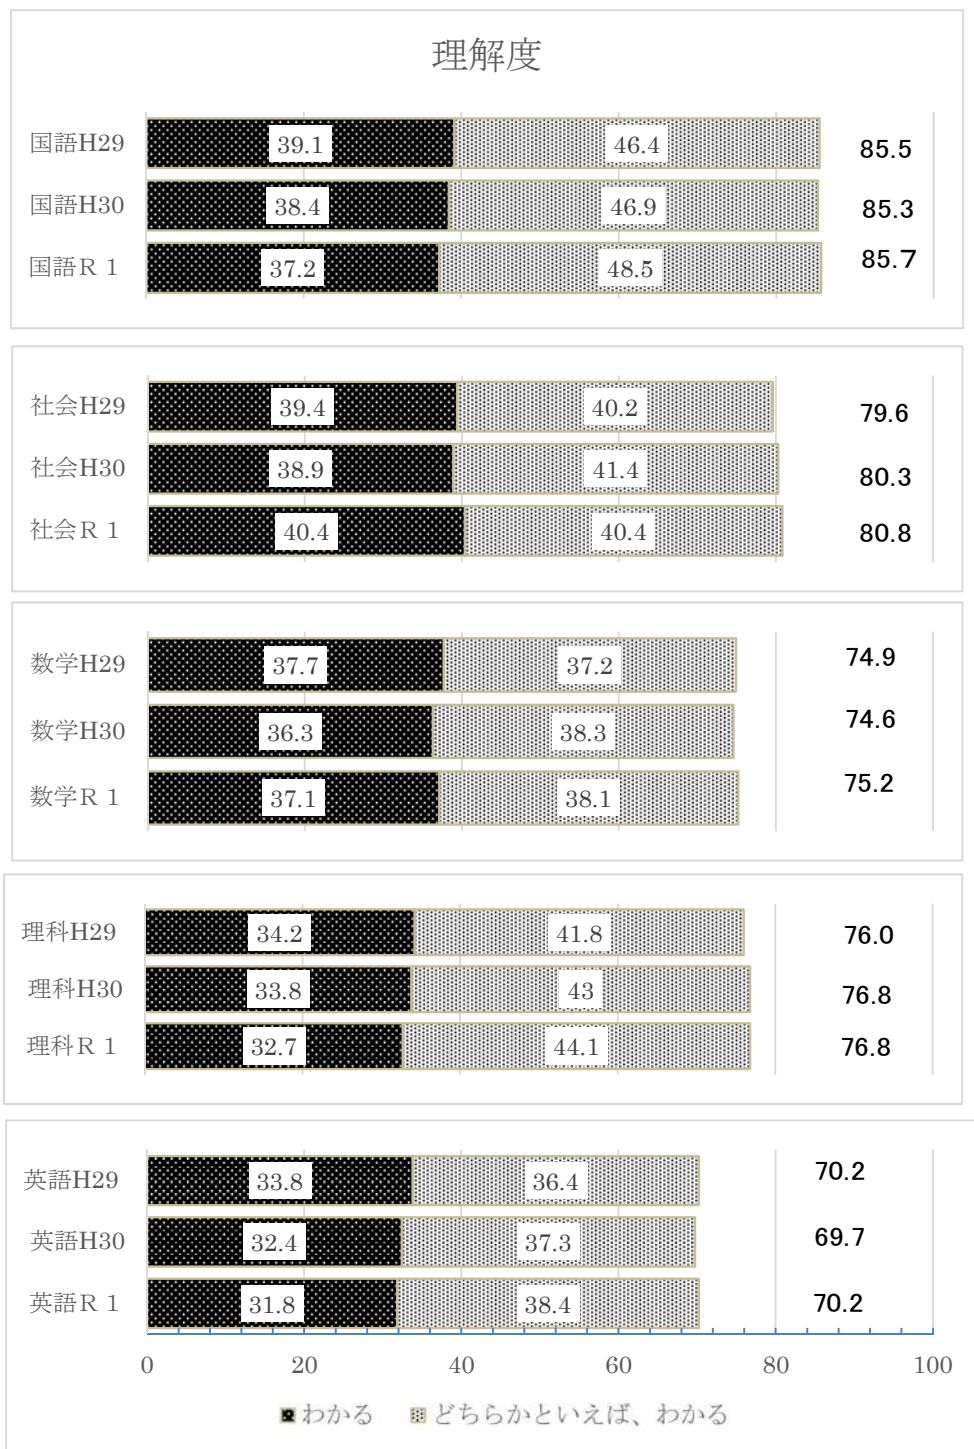 理解度
国語H29 39.1 46.4 85.5
国語H30 38.4 46.9 85.3
国語R 1 37.2 48.5 85.7
社会H29 39.4 40.2 79.6
社会H30 38.9 41.4 80.3
社会R 1 40.4 40.4 80.8
数学H29 37.7 37.2 74.9
数学H30 36.3 38.3 74.6
数学R 1 37.1 38.1 75.2
理科H29 34.2 41.8 76.0
理科H30 33.8 43 76.8
理科R 1 32.7 44.1 76.8
英語H29 33.8 36.4 70.2
英語H30 32.4 37.3 69.7
英語R 1 31.8 38.4 70.2
0 20 40 60 80 100
わかる どちらかといえば、わかる